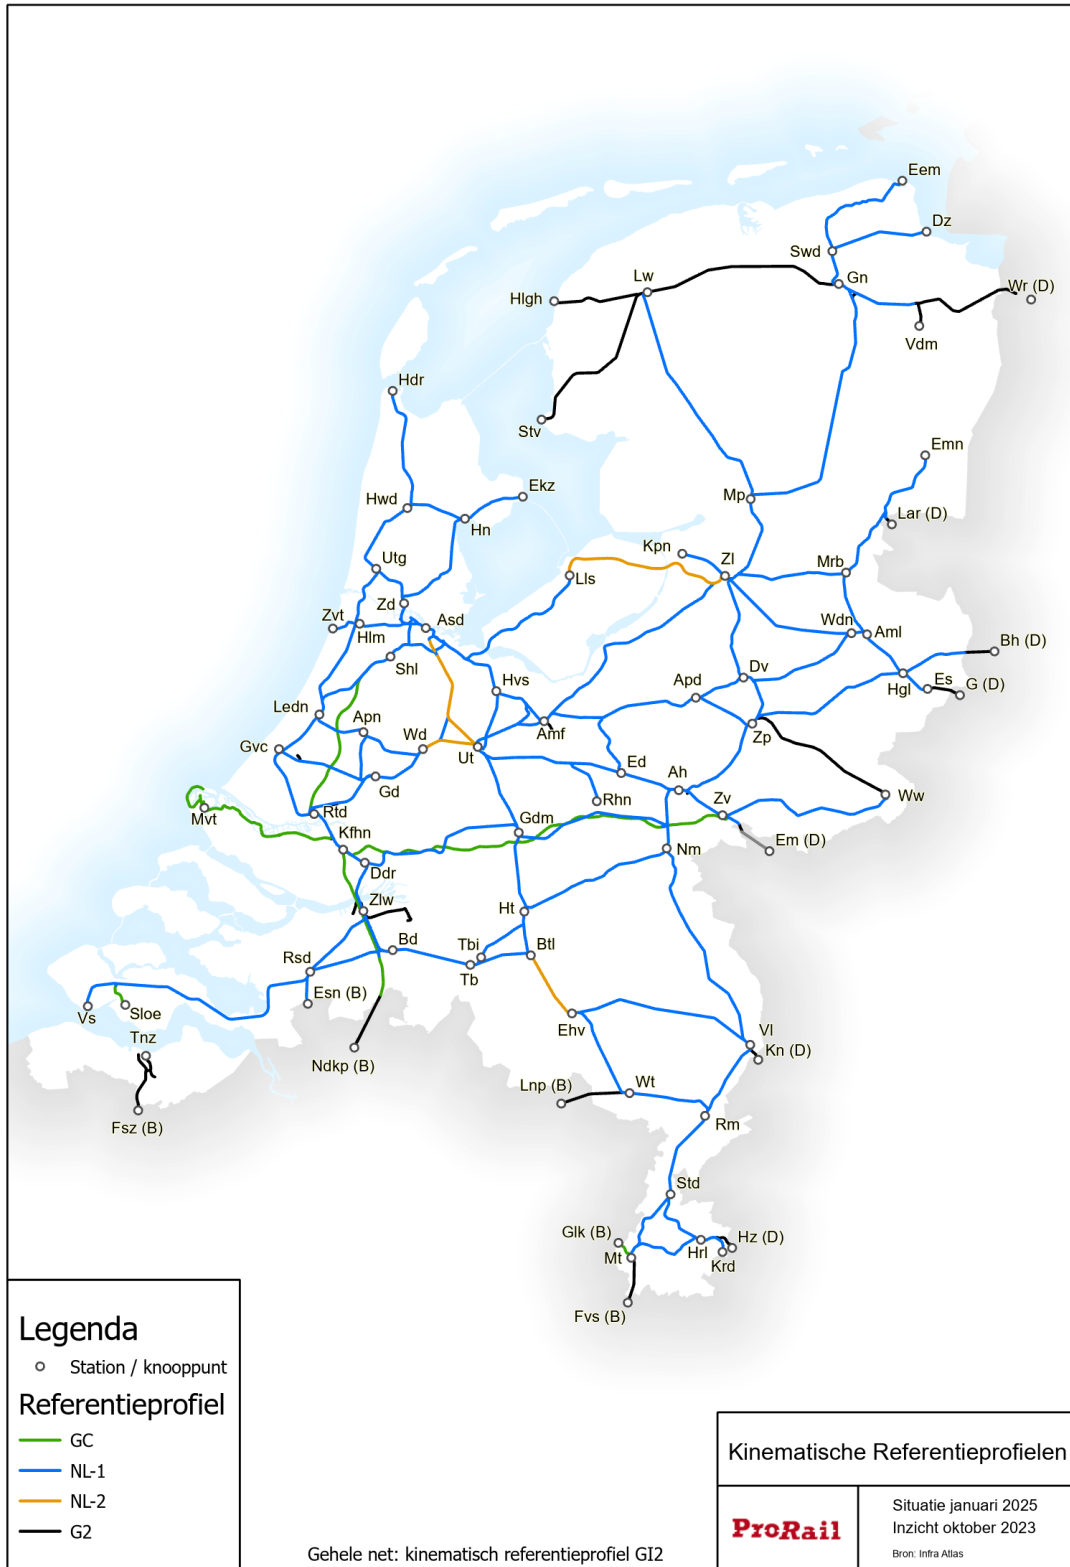 Eem
Dz
Swd
Gn
Lw
Hlgh
Wr (D)
Vdm
Hdr
Stv
Emn
Ekz
Mp
Hwd
Lar (D)
Hn
Kpn
Zl
Mrb
Utg
Lls
Zd
Zvt
Asd
Hlm
Wdn
Aml
Bh (D)
Shl
Hvs
Dv
Es
G (D)
Apd
Hgl
Ledn
Apn
Amf
Zp
Gvc
Wd
Ut
Ed
Ah
Gd
Rhn
Zv
Ww
Mvt
Rtd
Gdm
Kfhn
Em (D)
Nm
Ddr
Zlw
Ht
Bd
Tbi
Btl
Rsd
Tb
Esn (B)
Vs
Sloe
Ehv
Tnz
Vl
Kn (D)
Ndkp (B)
Lnp (B)
Wt
Fsz (B)
Rm
Std
Glk (B)
Hz (D)
Mt
Hrl
Krd
Fvs (B)
Legenda
Station / knooppunt
Referentieprofiel
GC
NL-1
NL-2
G2
Gehele net: kinematisch referentieprofiel GI2
Kinematische Referentieprofielen
ProRail
Situatie januari 2025
Inzicht oktober 2023
Bron: Infra Atlas